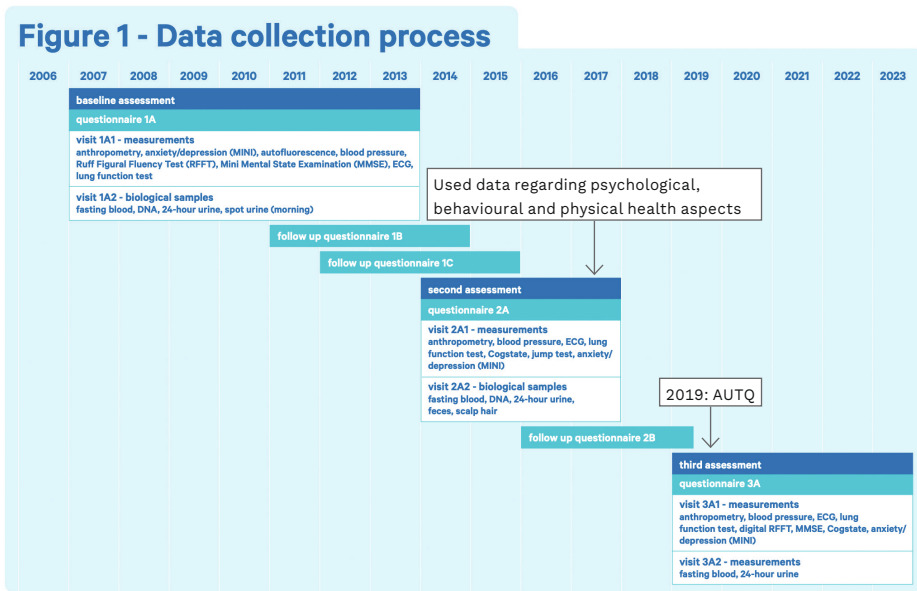 Figure 1 - Data collection process
2006 2007 2008 2009 2010 2011 2012 2013 2014 2015 2016 2017 2018 2019 2020 2021 2022 2023
baseline assessment
questionnaire 1A
visit 1A1 - measurements
anthropometry, anxiety/depression (MINI), autofluorescence, blood pressure,
Ruff Figural Fluency Test (RFFT), Mini Mental State Examination (MMSE), ECG,
lung function test
visit 1A2 - biological samples
fasting blood, DNA, 24-hour urine, spot urine (morning)
Used data regarding psychological,
behavioural and physical health aspects
follow up questionnaire 1B
follow up questionnaire 1C
second assessment
questionnaire 2A
visit 2A1 - measurements
anthropometry, blood pressure, ECG, lung
function test, Cogstate, jump test, anxiety/
depression (MINI)
visit 2A2 - biological samples
fasting blood, DNA, 24-hour urine,
feces, scalp hair
2019: AUTQ
follow up questionnaire 2B
third assessment
questionnaire 3A
visit 3A1 - measurements
anthropometry, blood pressure, ECG, lung
function test, digital RFFT, MMSE, Cogstate, anxiety/
depression (MINI)
visit 3A2 - measurements
fasting blood, 24-hour urine